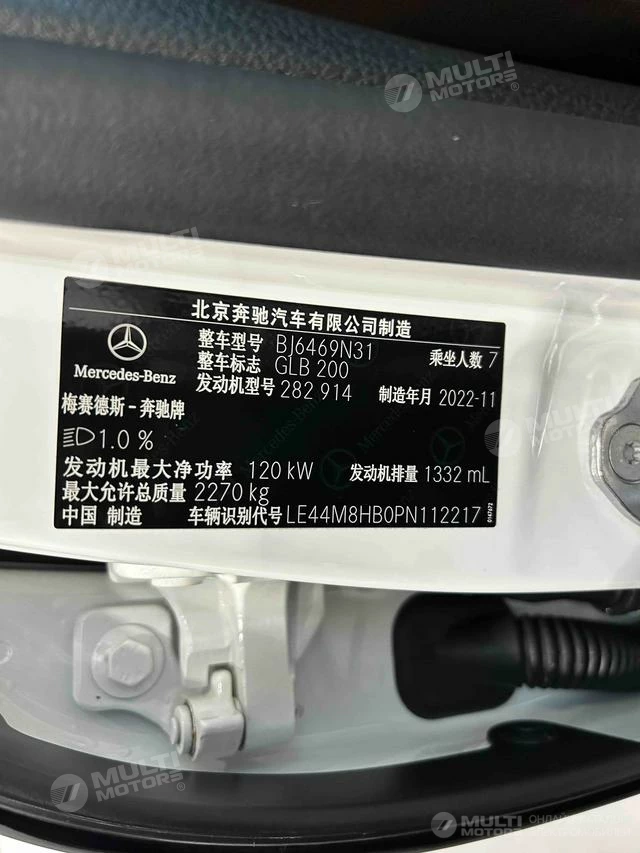 MULTI
MOTORS®
北京奔驰汽车有限公司制造
整车型号 BJ6469N31 乘坐人数 7
整车标志 GLB 200
发动机型号 282 914 制造年月 2022-11
Mercedes-Benz
梅赛德斯-奔驰牌
1.0 %
发动机最大净功率 120 kW 发动机排量 1332 mL
最大允许总质量 2270 kg
中国 制造 车辆识别代号 LE44M8HB0PN112217
MULTI
MOTORS
MULTI
MOTORS